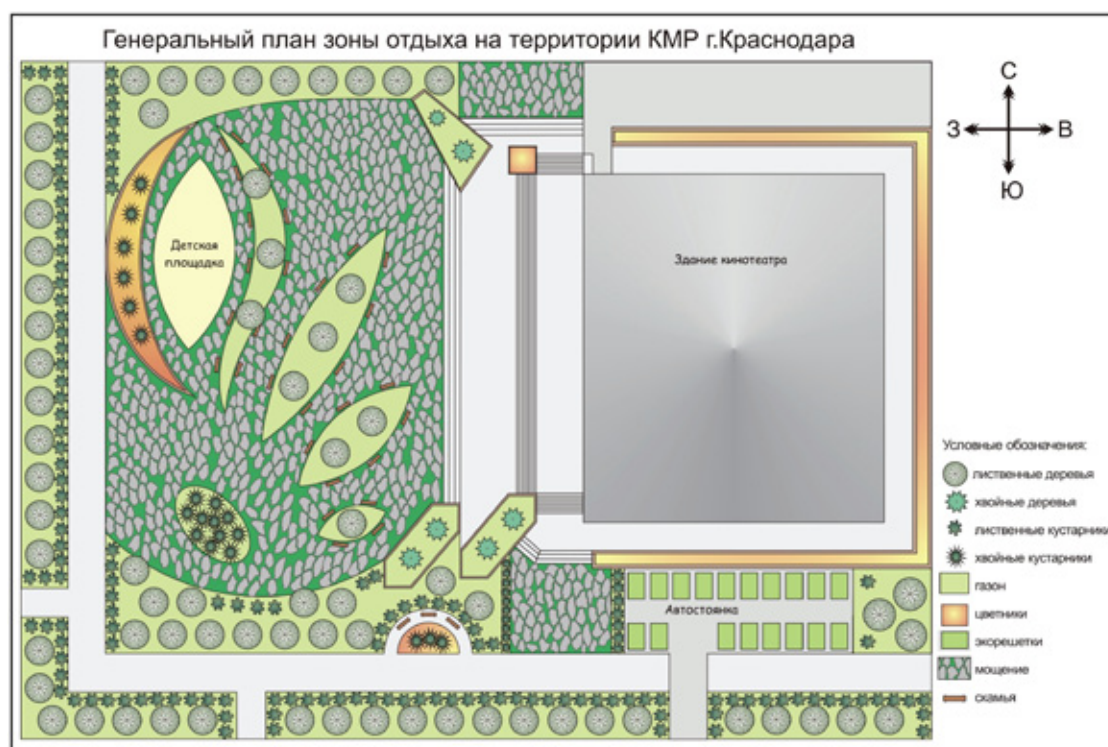 Генеральный план зоны отдыха на территории КМР г.Краснодара
С
З
В
Ю
Детская
площадка
Здание кинотеатра
Условные обозначения:
лиственные деревья
хвойные деревья
лиственные кустарники
хвойные кустарники
газон
цветники
экорешетки
мощение
скамья
Автостоянка